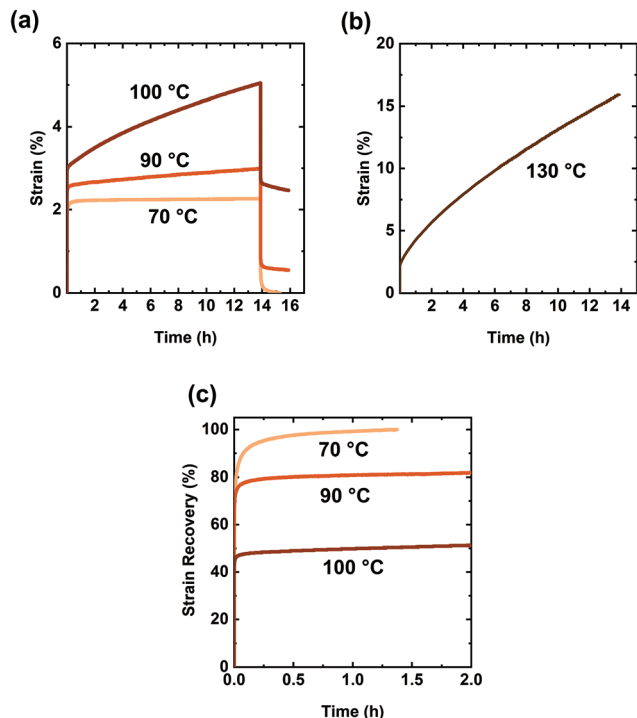 (a)
6
4
2
0
Strain (%)
100 °C
90 °C
70 °C
2 4 6 8 10 12 14 16
Time (h)
(b)
20
15
10
5
0
Strain (%)
130 °C
2 4 6 8 10 12 14
Time (h)
(c)
100
80
60
40
20
0
Strain Recovery (%)
70 °C
90 °C
100 °C
0.0 0.5 1.0 1.5 2.0
Time (h)